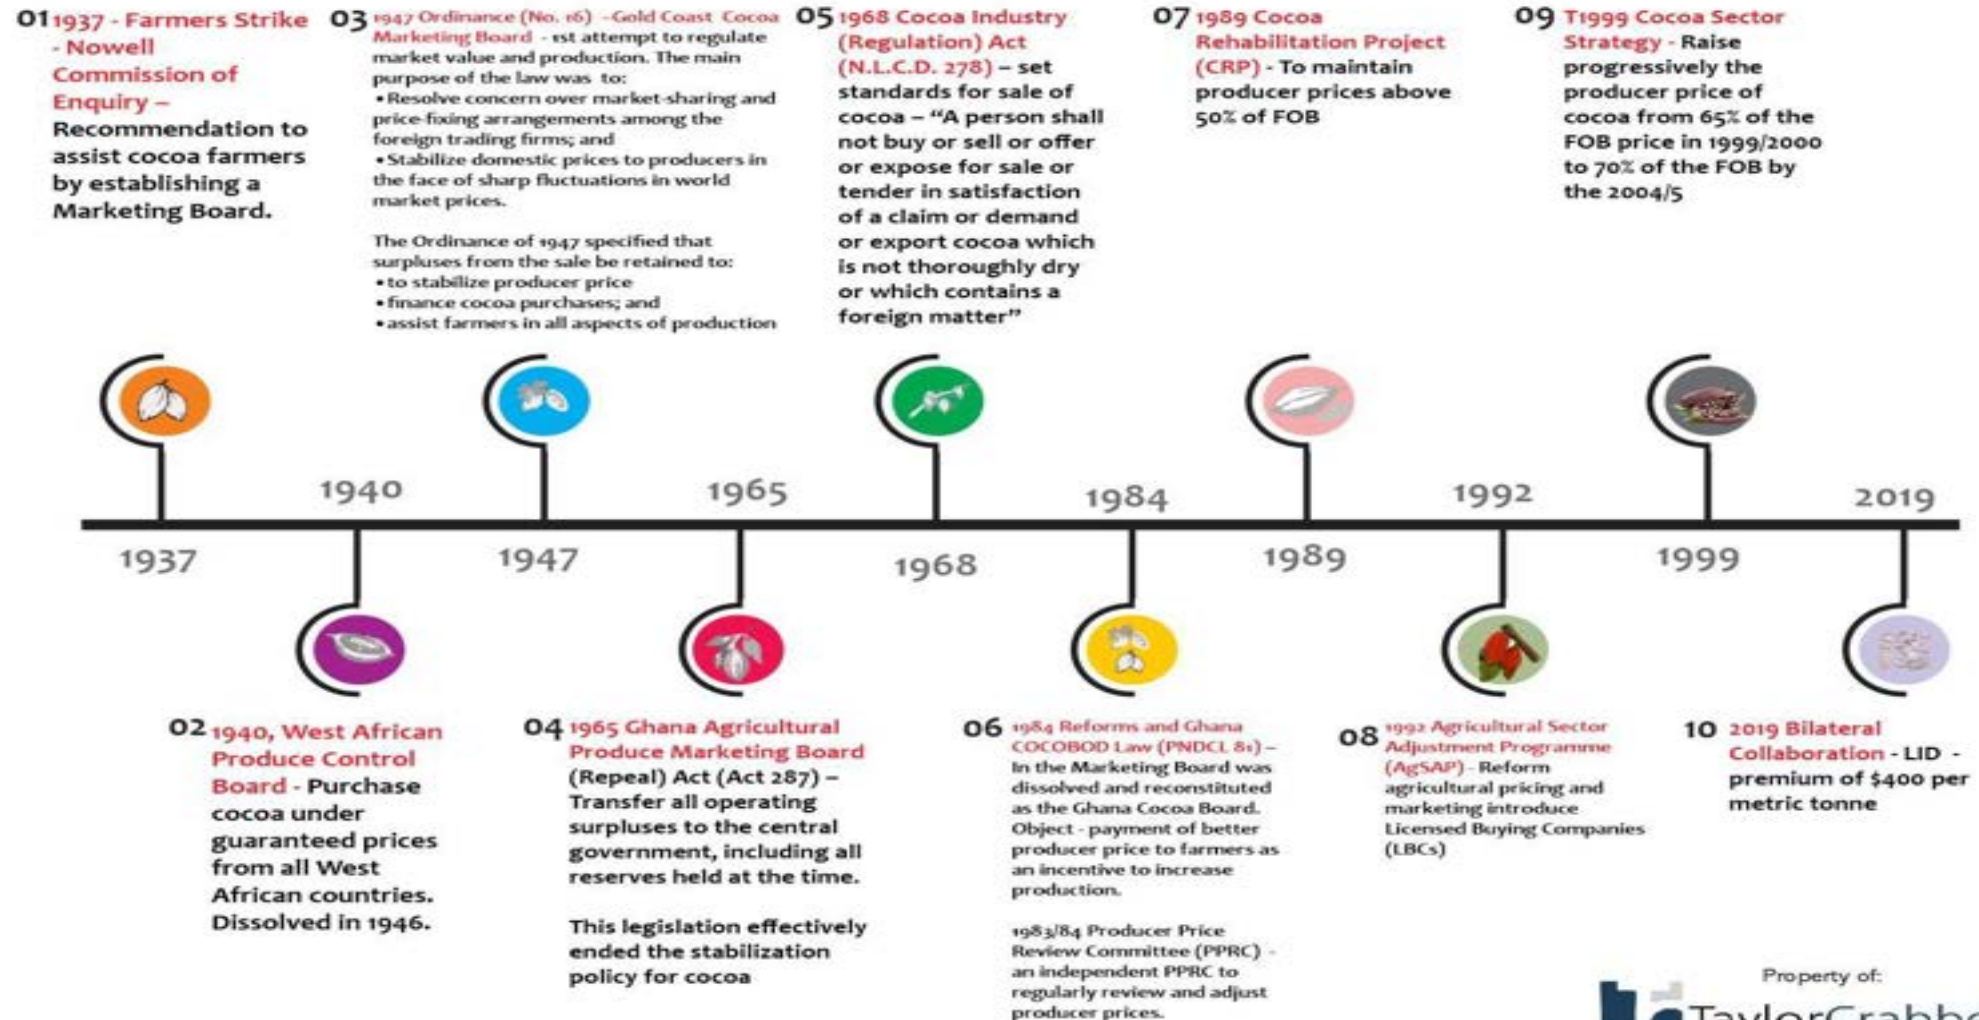 01 1937 - Farmers Strike
- Nowell
Commission of
Enquiry –
Recommendation to
assist cocoa farmers
by establishing a
Marketing Board.
03 1947 Ordinance (No. 16) - Gold Coast Cocoa
Marketing Board - 1st attempt to regulate
market value and production. The main
purpose of the law was to:
• Resolve concern over market-sharing and
price-fixing arrangements among the
foreign trading firms; and
• Stabilize domestic prices to producers in
the face of sharp fluctuations in world
market prices.
The Ordinance of 1947 specified that
surpluses from the sale be retained to:
• to stabilize producer price
• finance cocoa purchases; and
• assist farmers in all aspects of production
05 1968 Cocoa Industry
(Regulation) Act
(N.L.C.D. 278) – set
standards for sale of
cocoa – “A person shall
not buy or sell or offer
or expose for sale or
tender in satisfaction
of a claim or demand
or export cocoa which
is not thoroughly dry
or which contains a
foreign matter”
07 1989 Cocoa
Rehabilitation Project
(CRP) - To maintain
producer prices above
50% of FOB
09 T1999 Cocoa Sector
Strategy - Raise
progressively the
producer price of
cocoa from 65% of the
FOB price in 1999/2000
to 70% of the FOB by
the 2004/5
1940
1965
1984
1992
2019
1937
1947
1968
1989
1999
02 1940, West African
Produce Control
Board - Purchase
cocoa under
guaranteed prices
from all West
African countries.
Dissolved in 1946.
04 1965 Ghana Agricultural
Produce Marketing Board
(Repeal) Act (Act 287) –
Transfer all operating
surpluses to the central
government, including all
reserves held at the time.
This legislation effectively
ended the stabilization
policy for cocoa
06 1984 Reforms and Ghana
COCOBOD Law (PNDCL 81) –
In the Marketing Board was
dissolved and reconstituted
as the Ghana Cocoa Board.
Object - payment of better
producer price to farmers as
an incentive to increase
production.
1983/84 Producer Price
Review Committee (PPRC) -
an independent PPRC to
regularly review and adjust
producer prices.
08 1992 Agricultural Sector
Adjustment Programme
(AgSAP) - Reform
agricultural pricing and
marketing introduce
Licensed Buying Companies
(LBCs)
10 2019 Bilateral
Collaboration - LID -
premium of $400 per
metric tonne
Property of: